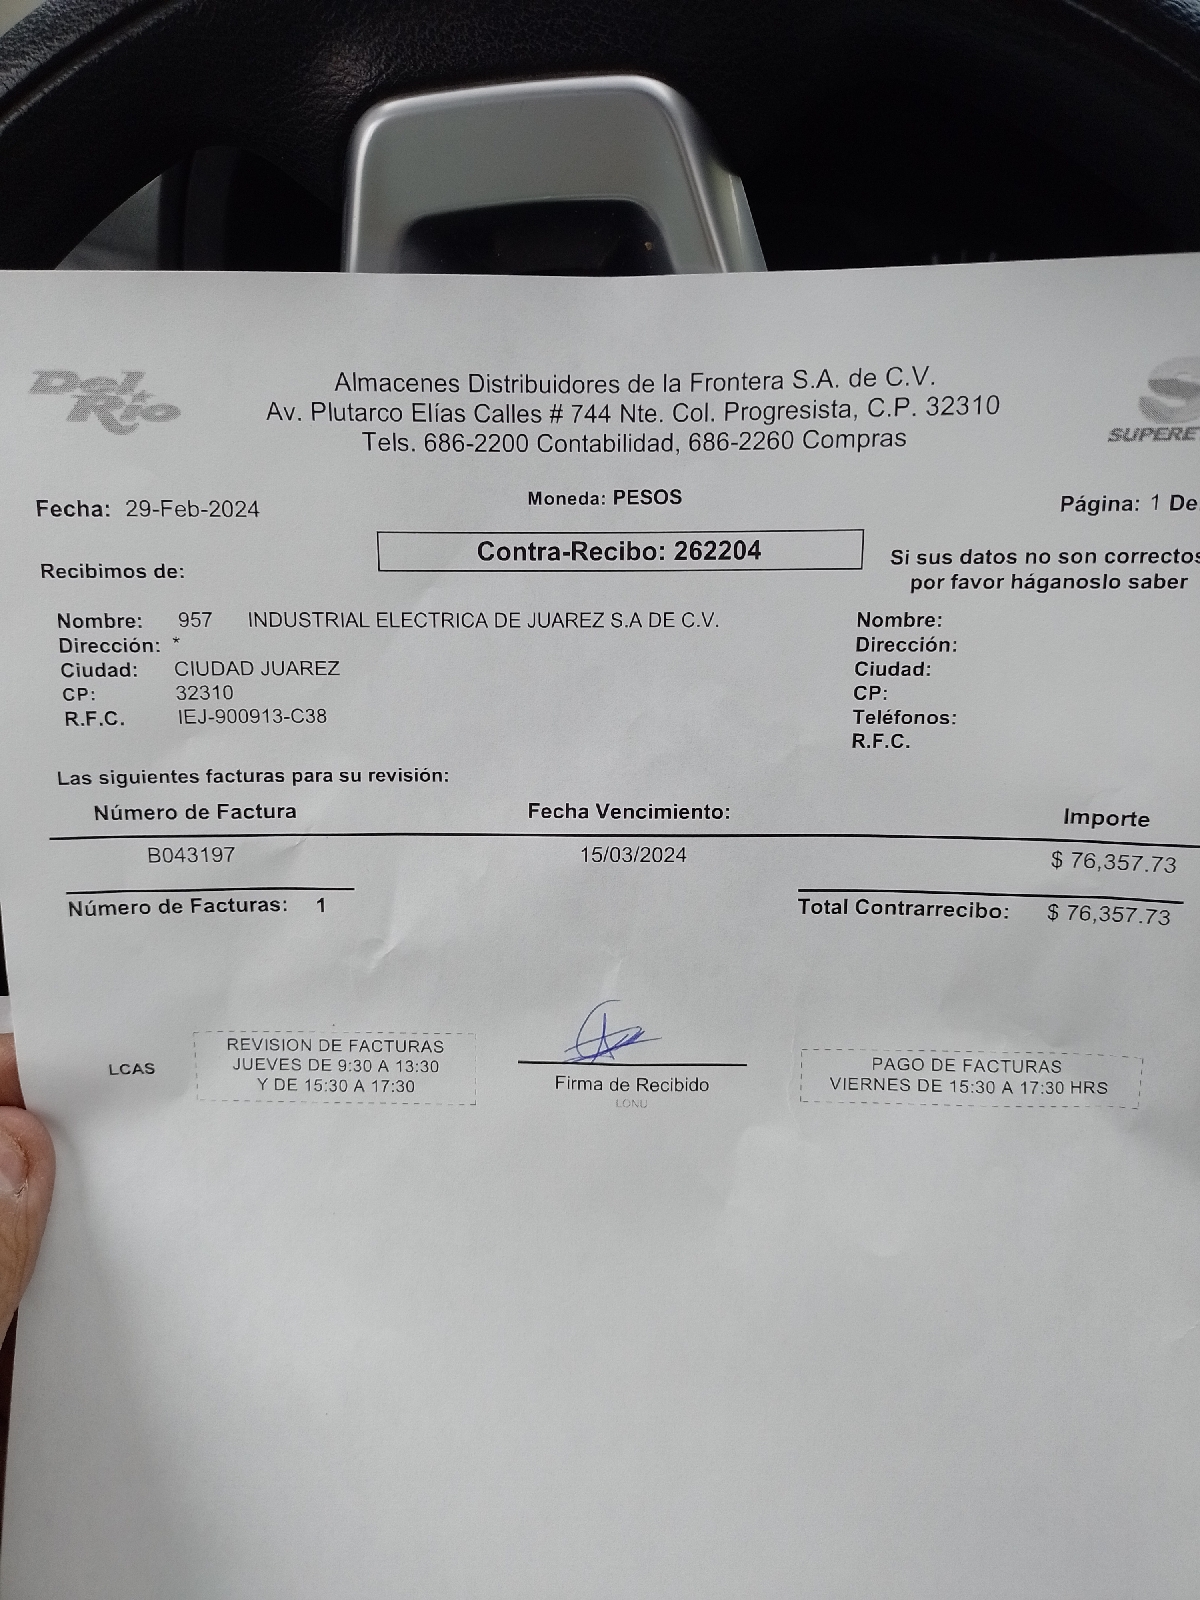 Del Rio
SUPERE
Almacenes Distribuidores de la Frontera S.A. de C.V.
Av. Plutarco Elías Calles # 744 Nte. Col. Progresista, C.P. 32310
Tels. 686-2200 Contabilidad, 686-2260 Compras
Fecha: 29-Feb-2024
Moneda: PESOS
Página: 1 De
Contra-Recibo: 262204
Si sus datos no son correctos
por favor háganoslo saber
Recibimos de:
Nombre: 957 INDUSTRIAL ELECTRICA DE JUAREZ S.A DE C.V.
Dirección: *
Ciudad: CIUDAD JUAREZ
CP: 32310
R.F.C. IEJ-900913-C38
Nombre:
Dirección:
Ciudad:
CP:
Teléfonos:
R.F.C.
Las siguientes facturas para su revisión:
Número de Factura Fecha Vencimiento: Importe
B043197 15/03/2024 $ 76,357.73
Número de Facturas: 1 Total Contrarrecibo: $ 76,357.73
LCAS
REVISION DE FACTURAS
JUEVES DE 9:30 A 13:30
Y DE 15:30 A 17:30
Firma de Recibido
LONU
PAGO DE FACTURAS
VIERNES DE 15:30 A 17:30 HRS